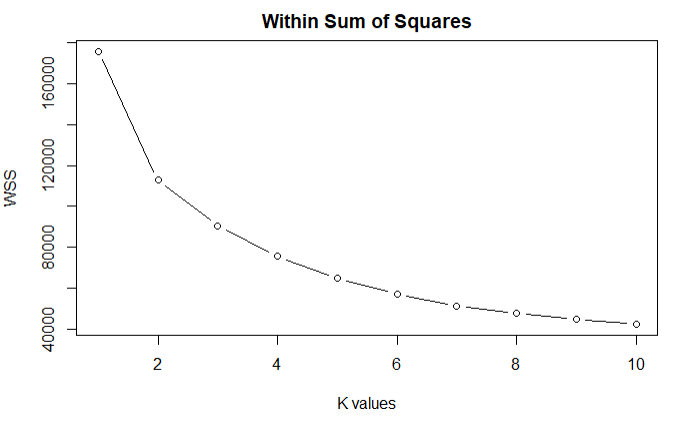 Within Sum of Squares
WSS
160000
120000
80000
40000
2 4 6 8 10
K values